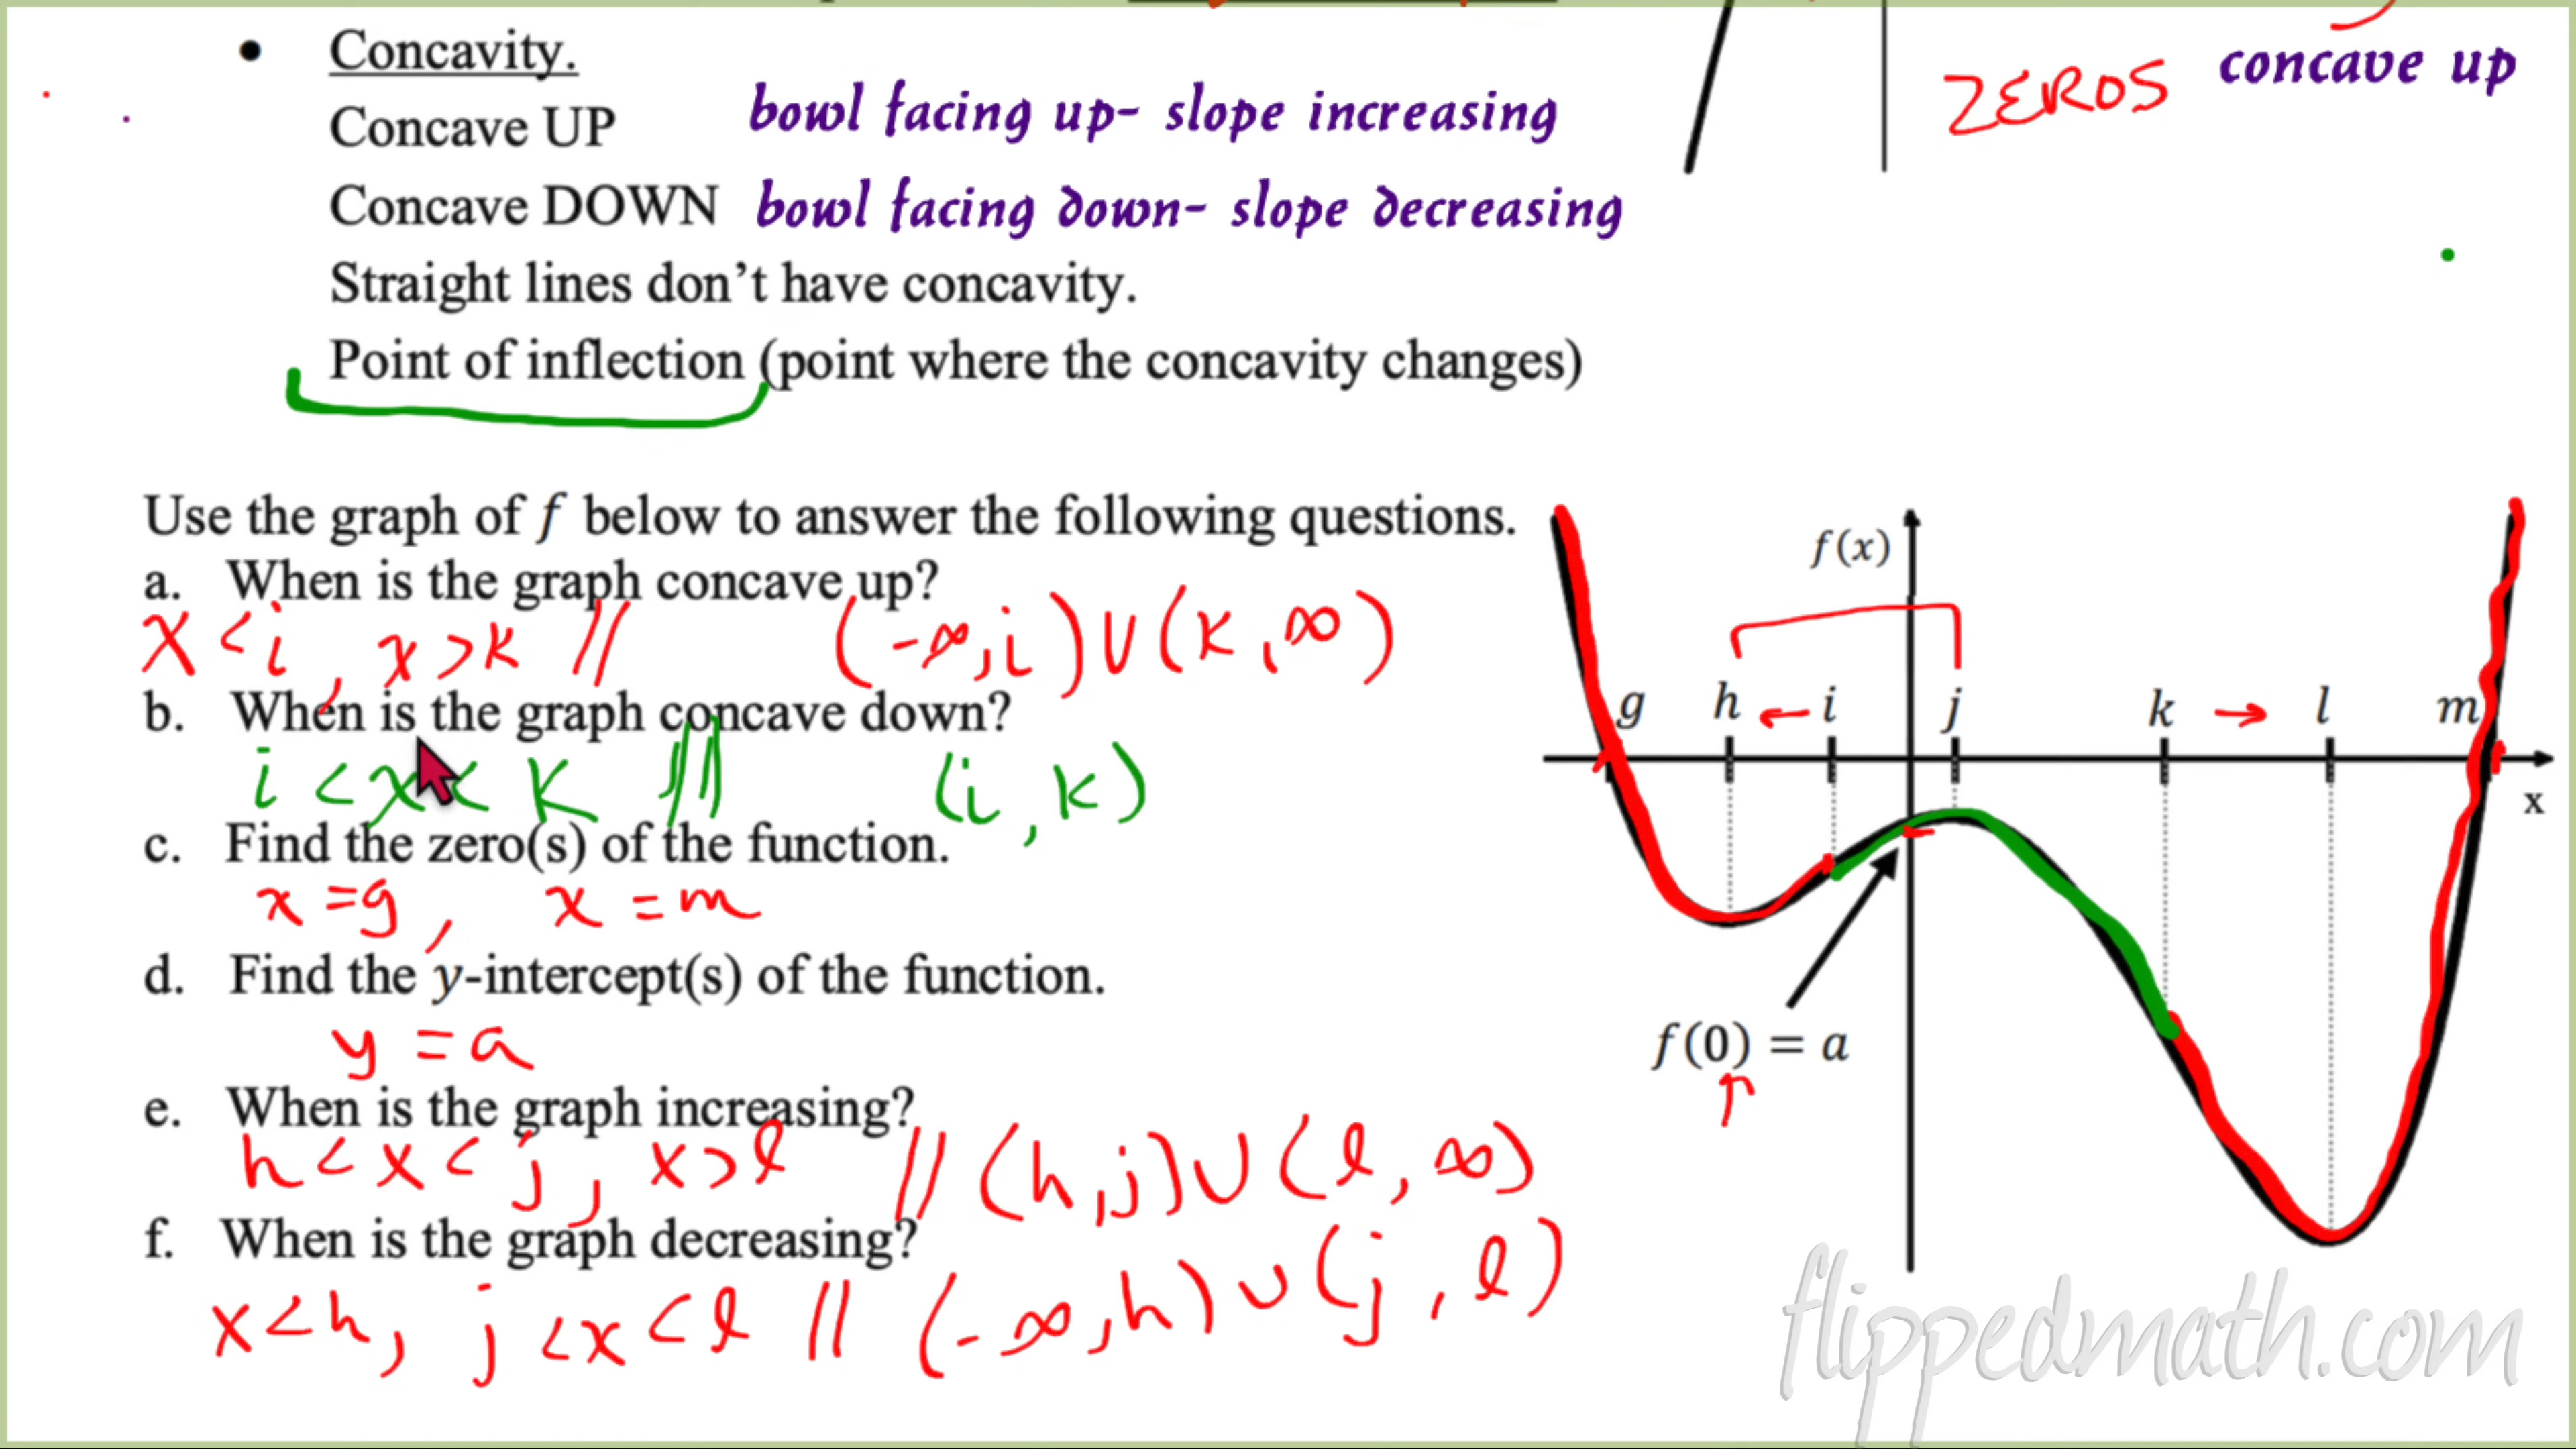 • Concavity.
Concave UP bowl facing up- slope increasing
Concave DOWN bowl facing down- slope decreasing
Straight lines don't have concavity.
Point of inflection (point where the concavity changes)
ZEROS concave up
Use the graph of f below to answer the following questions.
a. When is the graph concave up?
x < i , x > k // (-∞, i) ∪ (k, ∞)
b. When is the graph concave down?
i < x < k // (i, k)
c. Find the zero(s) of the function.
x = g, x = m
d. Find the y-intercept(s) of the function.
y = a
e. When is the graph increasing?
h < x < j, x > l // (h, j) ∪ (l, ∞)
f. When is the graph decreasing?
x < h, j < x < l // (-∞, h) ∪ (j, l)
f(x)
g h ← i j k → l m
x
f(0) = a
↑
flippedmath.com